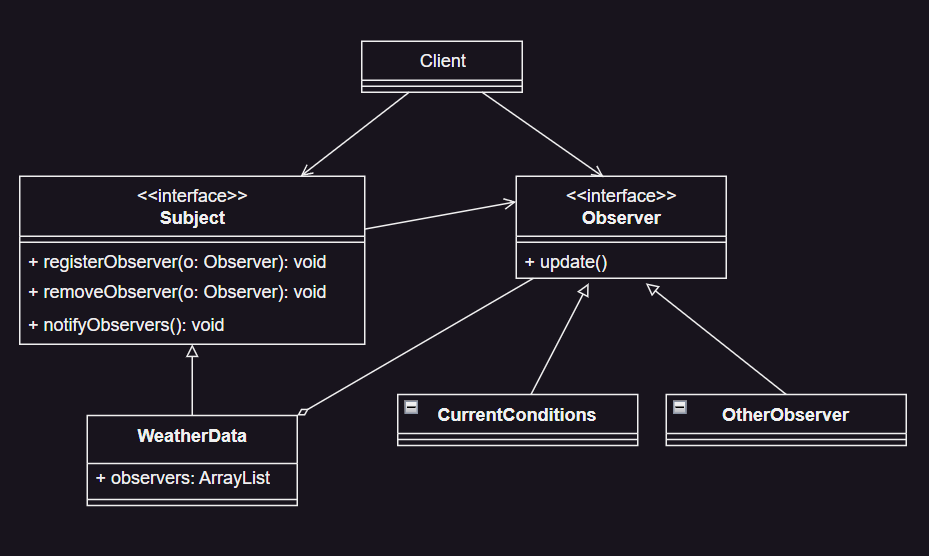 Client
<<interface>>
Subject
+ registerObserver(o: Observer): void
+ removeObserver(o: Observer): void
+ notifyObservers(): void
<<interface>>
Observer
+ update()
WeatherData
+ observers: ArrayList
CurrentConditions
OtherObserver